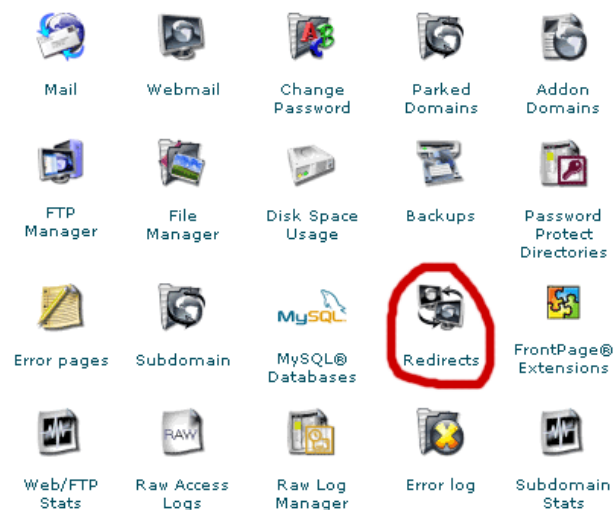 Mail
Webmail
Change
Password
Parked
Domains
Addon
Domains
FTP
Manager
File
Manager
Disk Space
Usage
Backups
Password
Protect
Directories
Error pages
Subdomain
MySQL
MySQL®
Databases
Redirects
FrontPage®
Extensions
Web/FTP
Stats
RAW
Raw Access
Logs
Raw Log
Manager
Error log
Subdomain
Stats